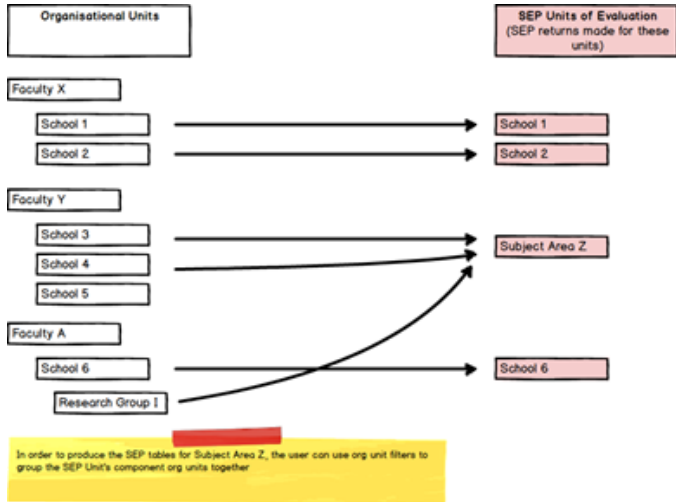 Organisational Units
SEP Units of Evaluation
(SEP returns made for these
units)
Faculty X
School 1
School 1
School 2
School 2
Faculty Y
School 3
School 4
Subject Area Z
School 5
Faculty A
School 6
School 6
Research Group I
In order to produce the SEP tables for Subject Area Z, the user can use org unit filters to
group the SEP Unit's component org units together